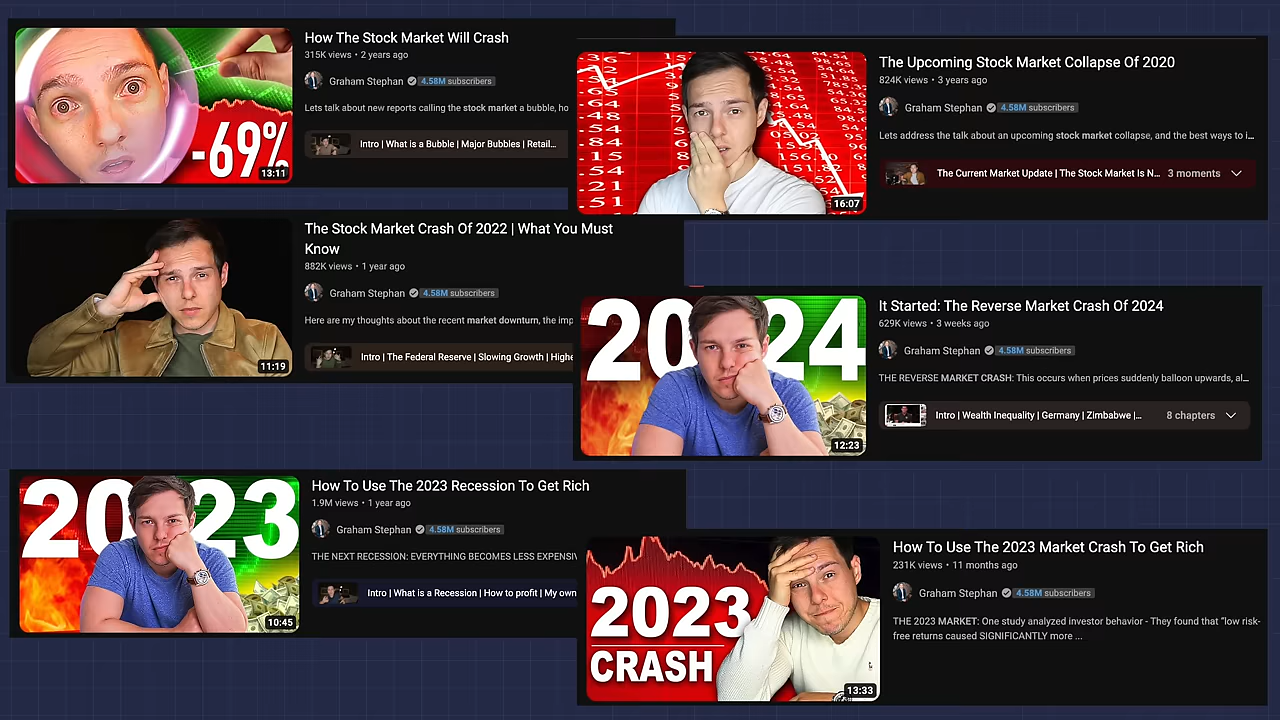 How The Stock Market Will Crash
315K views • 2 years ago
Graham Stephan 4.58M subscribers
Lets talk about new reports calling the stock market a bubble, ho
Intro | What is a Bubble | Major Bubbles | Retail...
-69%
13:11
The Upcoming Stock Market Collapse Of 2020
824K views • 3 years ago
Graham Stephan 4.58M subscribers
Lets address the talk about an upcoming stock market collapse, and the best ways to i...
The Current Market Update | The Stock Market Is N... 3 moments
16:07
The Stock Market Crash Of 2022 | What You Must
Know
882K views • 1 year ago
Graham Stephan 4.58M subscribers
Here are my thoughts about the recent market downturn, the imp
Intro | The Federal Reserve | Slowing Growth | Highe
11:19
2024
It Started: The Reverse Market Crash Of 2024
629K views • 3 weeks ago
Graham Stephan 4.58M subscribers
THE REVERSE MARKET CRASH: This occurs when prices suddenly balloon upwards, al...
Intro | Wealth Inequality | Germany | Zimbabwe |... 8 chapters
12:23
2023
How To Use The 2023 Recession To Get Rich
1.9M views • 1 year ago
Graham Stephan 4.58M subscribers
THE NEXT RECESSION: EVERYTHING BECOMES LESS EXPENSIV
Intro | What is a Recession | How to profit | My own
10:45
2023
CRASH
How To Use The 2023 Market Crash To Get Rich
231K views • 11 months ago
Graham Stephan 4.58M subscribers
THE 2023 MARKET: One study analyzed investor behavior - They found that "low risk-
free returns caused SIGNIFICANTLY more ...
13:33